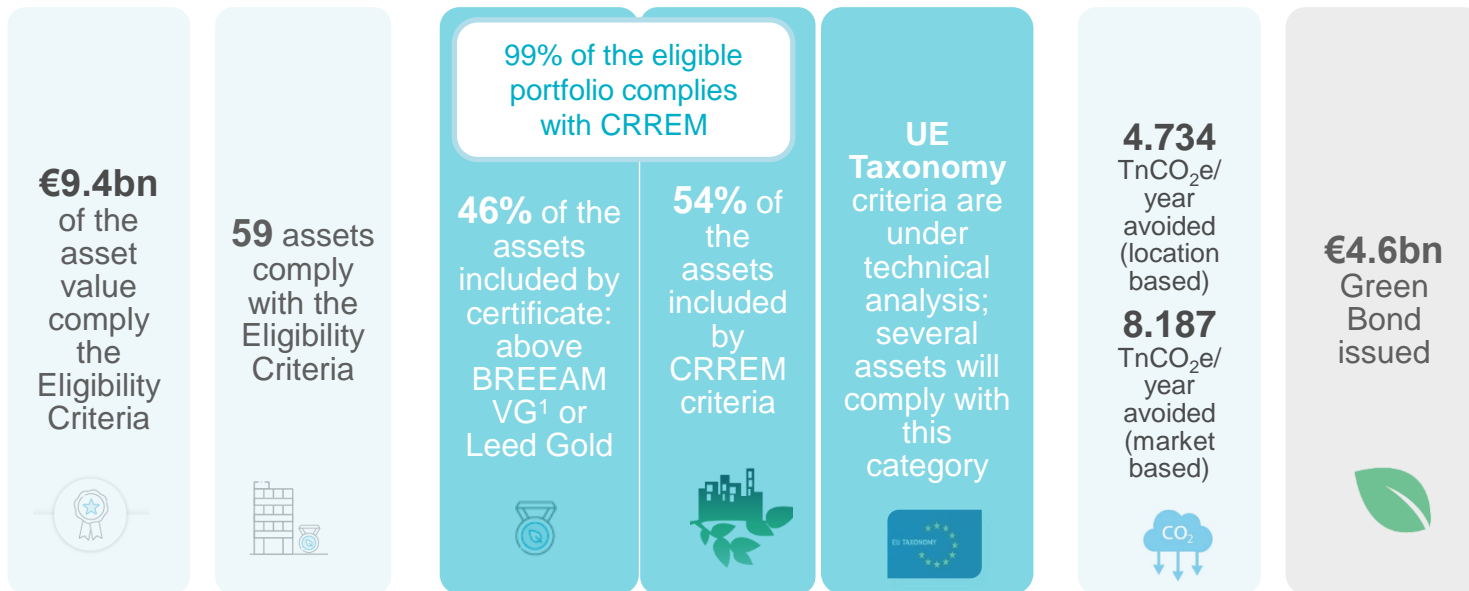 €9.4bn
of the
asset
value
comply
the
Eligibility
Criteria
59 assets
comply
with the
Eligibility
Criteria
99% of the eligible
portfolio complies
with CRREM
46% of the
assets
included by
certificate:
above
BREEAM
VG¹ or
Leed Gold
54% of
the
assets
included
by
CRREM
criteria
UE
Taxonomy
criteria are
under
technical
analysis;
several
assets will
comply with
this
category
EU TAXONOMY
4.734
TnCO₂e/
year
avoided
(location
based)
8.187
TnCO₂e/
year
avoided
(market
based)
CO₂
€4.6bn
Green
Bond
issued